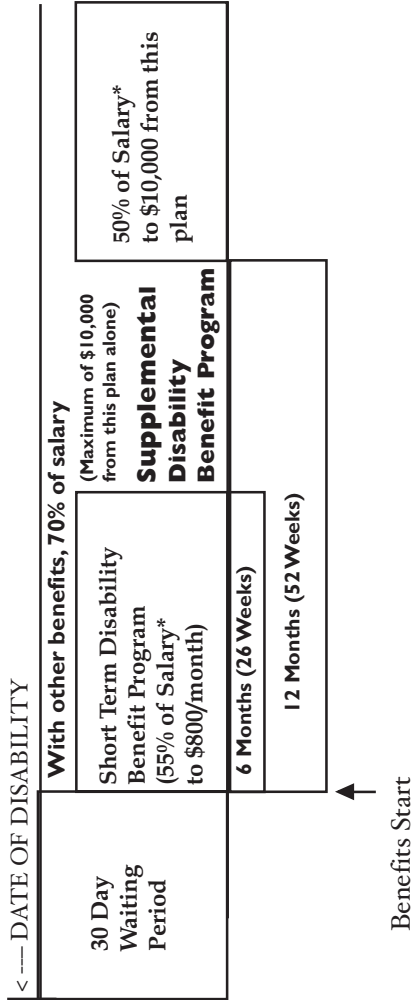 < ---- DATE OF DISABILITY
30 Day
Waiting
Period
With other benefits, 70% of salary
Short Term Disability
Benefit Program
(55% of Salary*
to $800/month)
(Maximum of $10,000
from this plan alone)
Supplemental
Disability
Benefit Program
50% of Salary*
to $10,000 from this
plan
6 Months (26 Weeks)
12 Months (52 Weeks)
Benefits Start